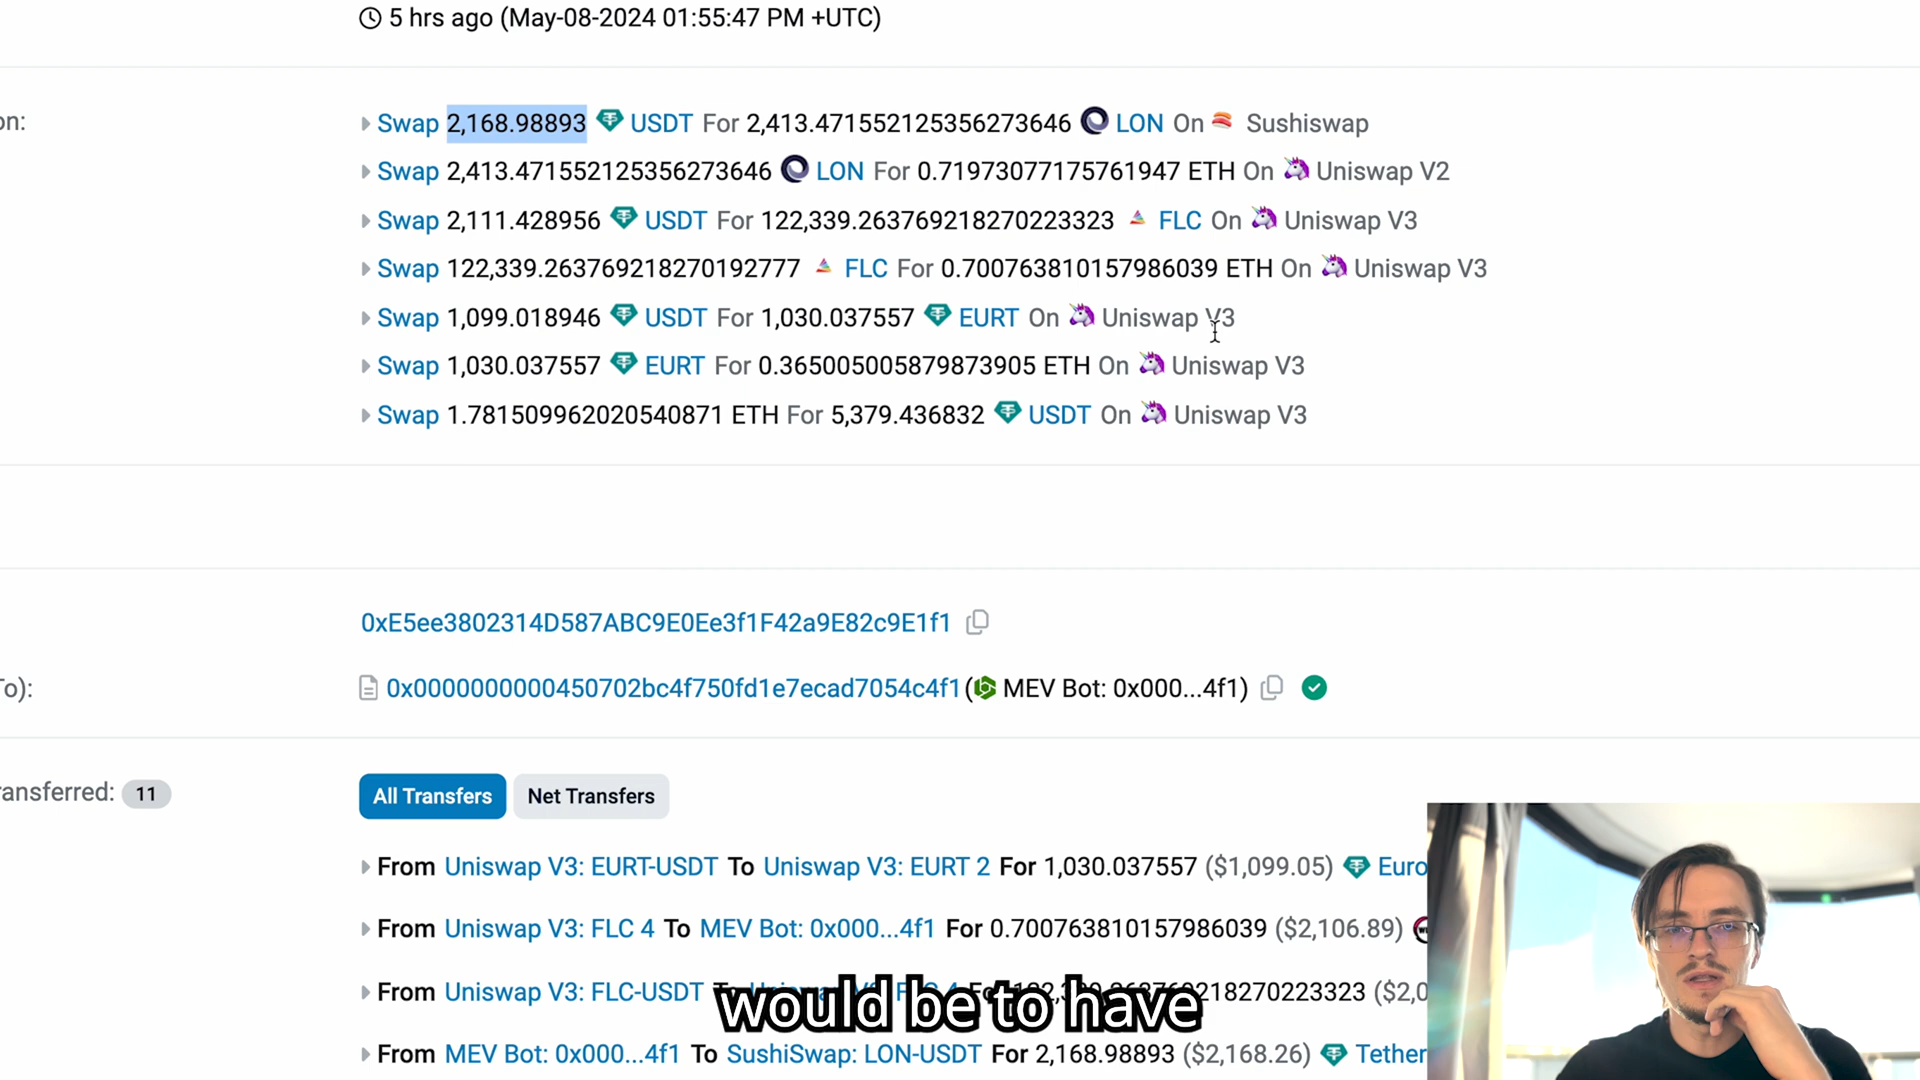 5 hrs ago (May-08-2024 01:55:47 PM +UTC)
on:
Swap 2,168.98893 USDT For 2,413.471552125356273646 LON On Sushiswap
Swap 2,413.471552125356273646 LON For 0.71973077175761947 ETH On Uniswap V2
Swap 2,111.428956 USDT For 122,339.263769218270223323 FLC On Uniswap V3
Swap 122,339.263769218270192777 FLC For 0.700763810157986039 ETH On Uniswap V3
Swap 1,099.018946 USDT For 1,030.037557 EURT On Uniswap V3
Swap 1,030.037557 EURT For 0.365005005879873905 ETH On Uniswap V3
Swap 1.781509962020540871 ETH For 5,379.436832 USDT On Uniswap V3
0xE5ee3802314D587ABC9E0Ee3f1F42a9E82c9E1f1
To):
0x0000000000450702bc4f750fd1e7ecad7054c4f1 (MEV Bot: 0x000...4f1)
ansferred: 11
All Transfers Net Transfers
From Uniswap V3: EURT-USDT To Uniswap V3: EURT 2 For 1,030.037557 ($1,099.05) Euro
From Uniswap V3: FLC 4 To MEV Bot: 0x000...4f1 For 0.700763810157986039 ($2,106.89)
From Uniswap V3: FLC-USDT 218270223323 ($2,0
would be to have
From MEV Bot: 0x000...4f1 To SushiSwap: LON-USDT For 2,168.98893 ($2,168.26) Tether